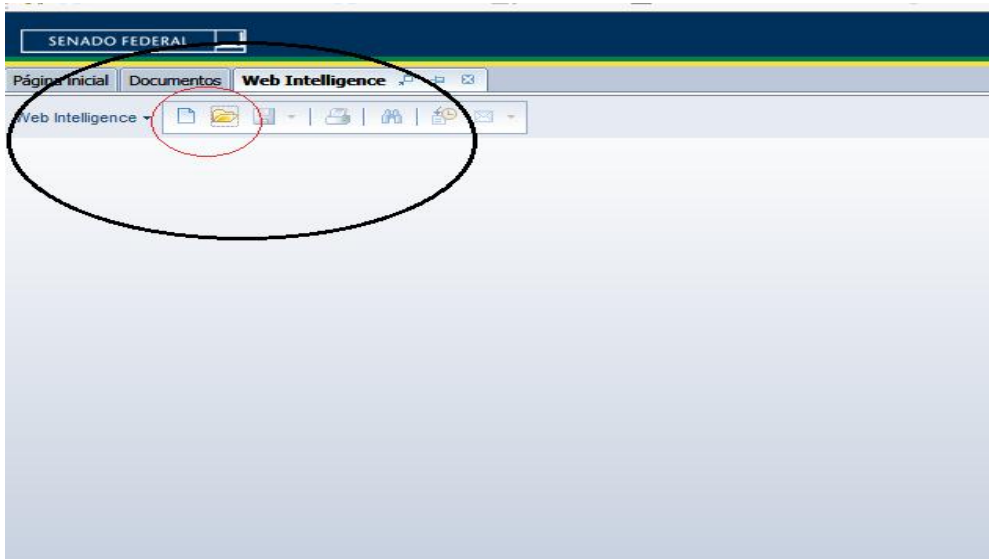 SENADO FEDERAL
Página Inicial Documentos Web Intelligence
Web Intelligence